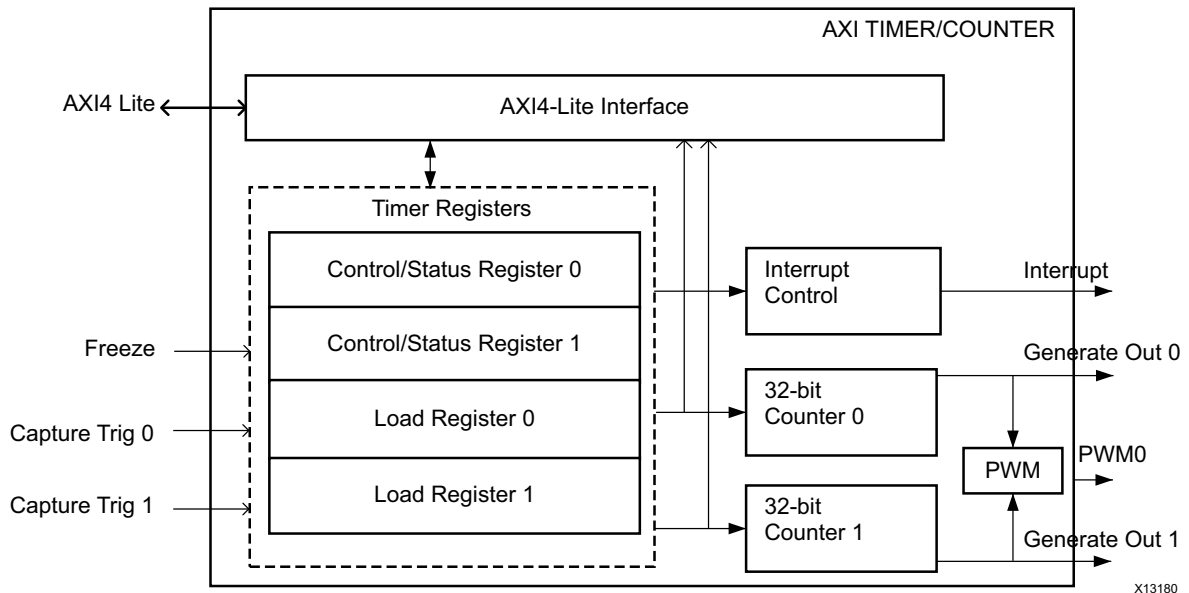 AXI TIMER/COUNTER
AXI4 Lite
AXI4-Lite Interface
Timer Registers
Control/Status Register 0
Control/Status Register 1
Load Register 0
Load Register 1
Freeze
Capture Trig 0
Capture Trig 1
Interrupt
Control
Interrupt
32-bit
Counter 0
Generate Out 0
PWM
PWM0
32-bit
Counter 1
Generate Out 1
X13180